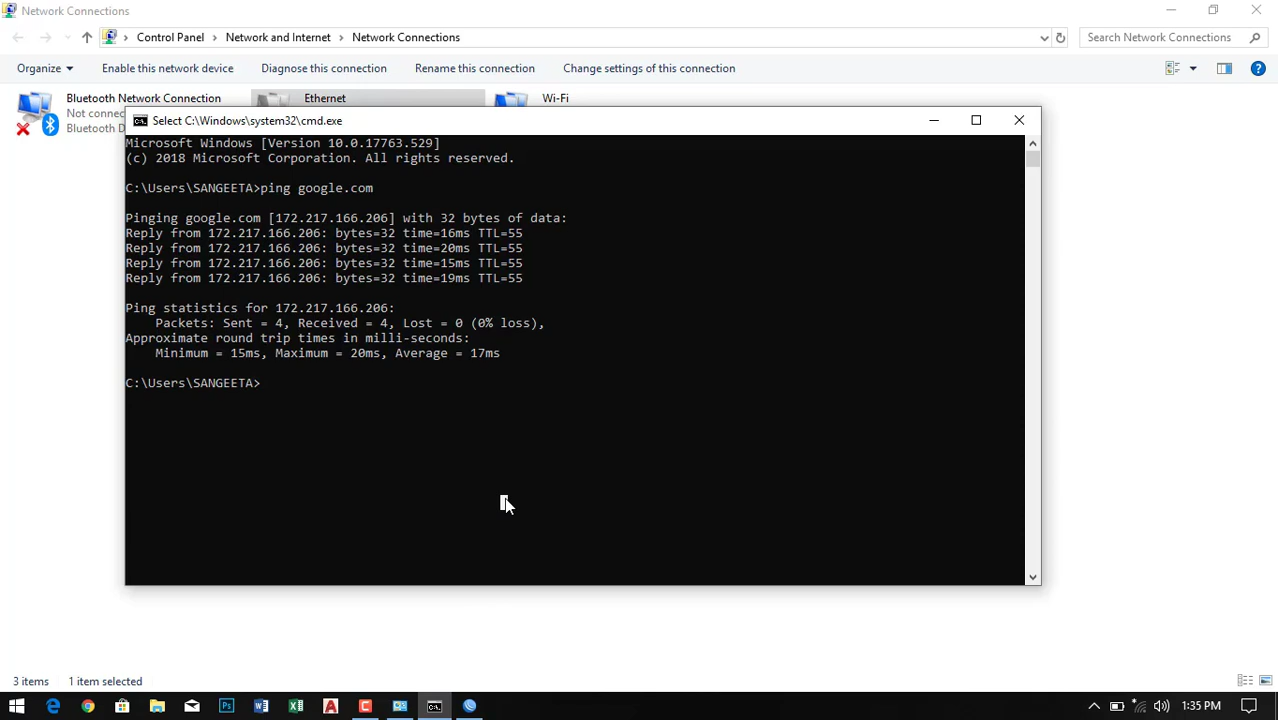 Network Connections
Control Panel > Network and Internet > Network Connections
Search Network Connections
Organize
Enable this network device
Diagnose this connection
Rename this connection
Change settings of this connection
Bluetooth Network Connection
Not connec
Bluetooth D
Ethernet
Wi-Fi
Select C:\Windows\system32\cmd.exe
Microsoft Windows [Version 10.0.17763.529]
(c) 2018 Microsoft Corporation. All rights reserved.
C:\Users\SANGEETA>ping google.com
Pinging google.com [172.217.166.206] with 32 bytes of data:
Reply from 172.217.166.206: bytes=32 time=16ms TTL=55
Reply from 172.217.166.206: bytes=32 time=20ms TTL=55
Reply from 172.217.166.206: bytes=32 time=15ms TTL=55
Reply from 172.217.166.206: bytes=32 time=19ms TTL=55
Ping statistics for 172.217.166.206:
Packets: Sent = 4, Received = 4, Lost = 0 (0% loss),
Approximate round trip times in milli-seconds:
Minimum = 15ms, Maximum = 20ms, Average = 17ms
C:\Users\SANGEETA>
3 items
1 item selected
1:35 PM